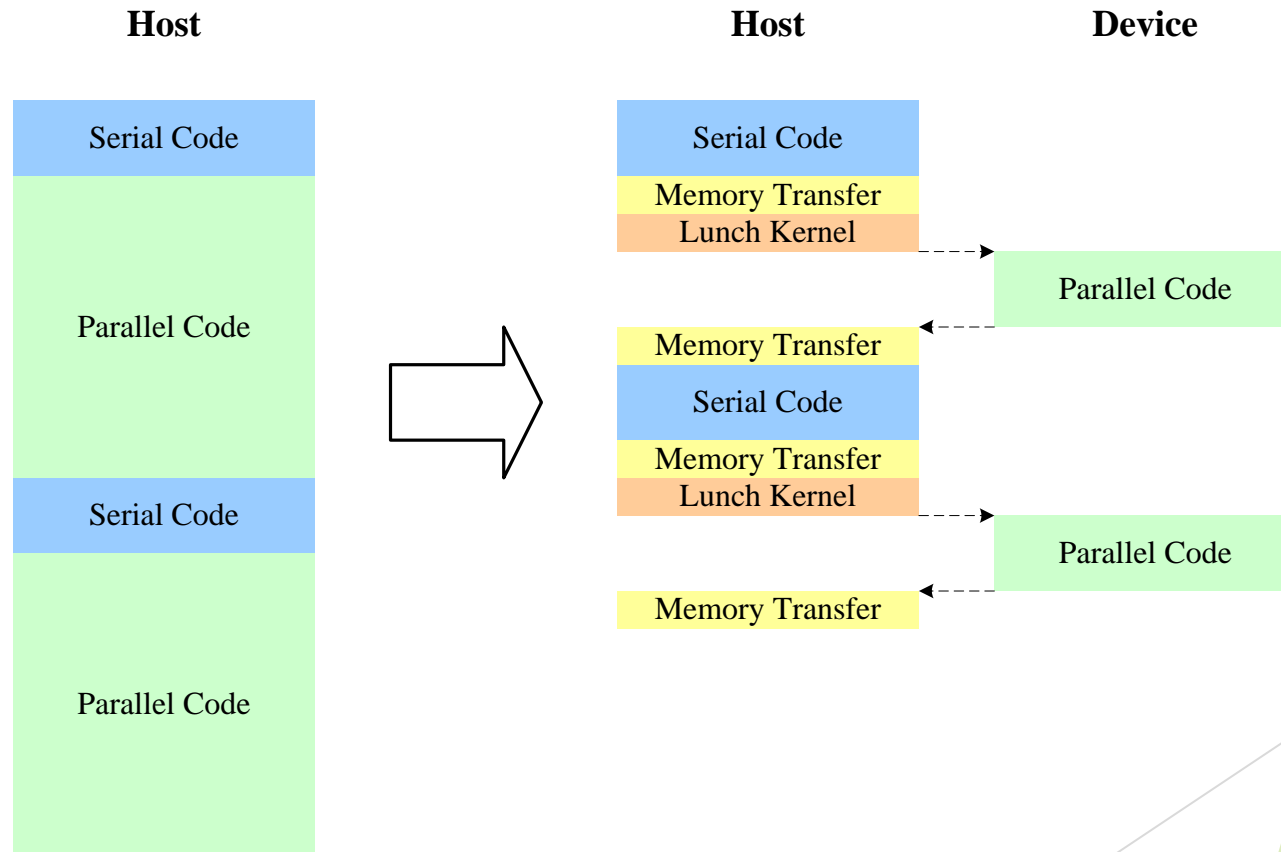 Host
Serial Code
Parallel Code
Serial Code
Parallel Code
Host
Device
Serial Code
Memory Transfer
Lunch Kernel
Parallel Code
Memory Transfer
Serial Code
Memory Transfer
Lunch Kernel
Parallel Code
Memory Transfer